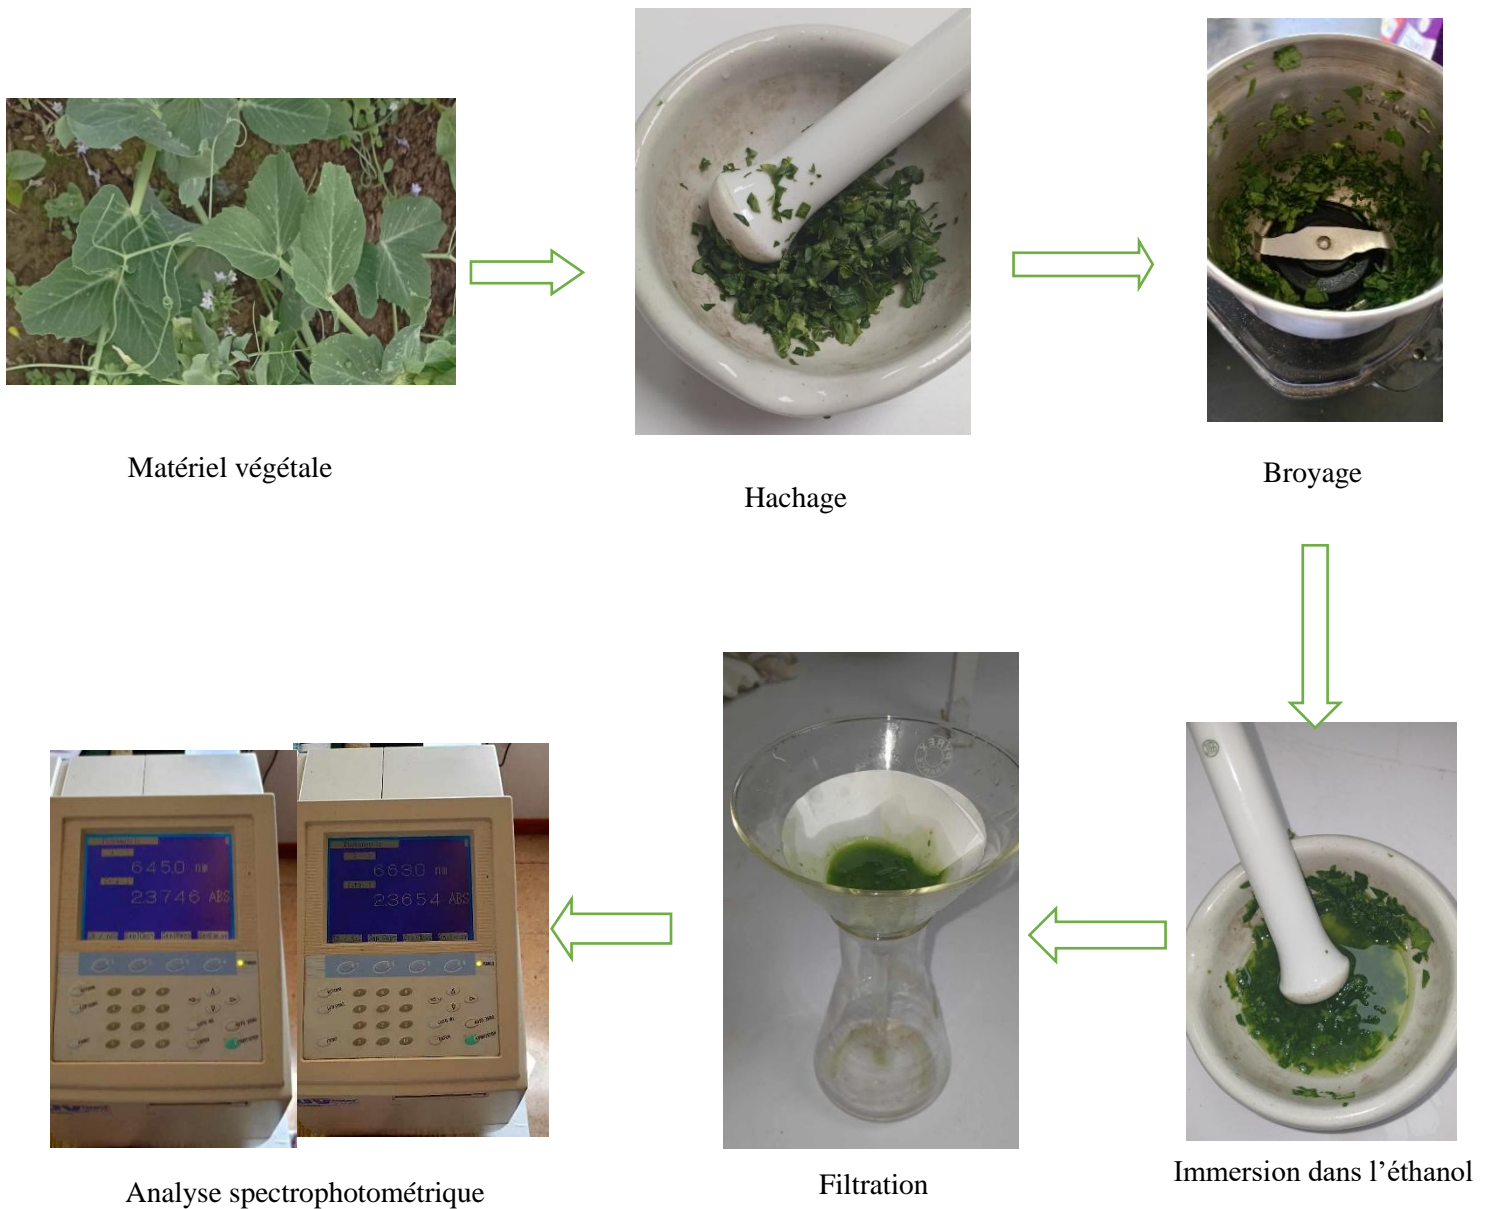 Matériel végétale
Hachage
Broyage
645.0 nm
2.3746 ABS
663.0 nm
2.3654 ABS
Analyse spectrophotométrique
Filtration
Immersion dans l’éthanol